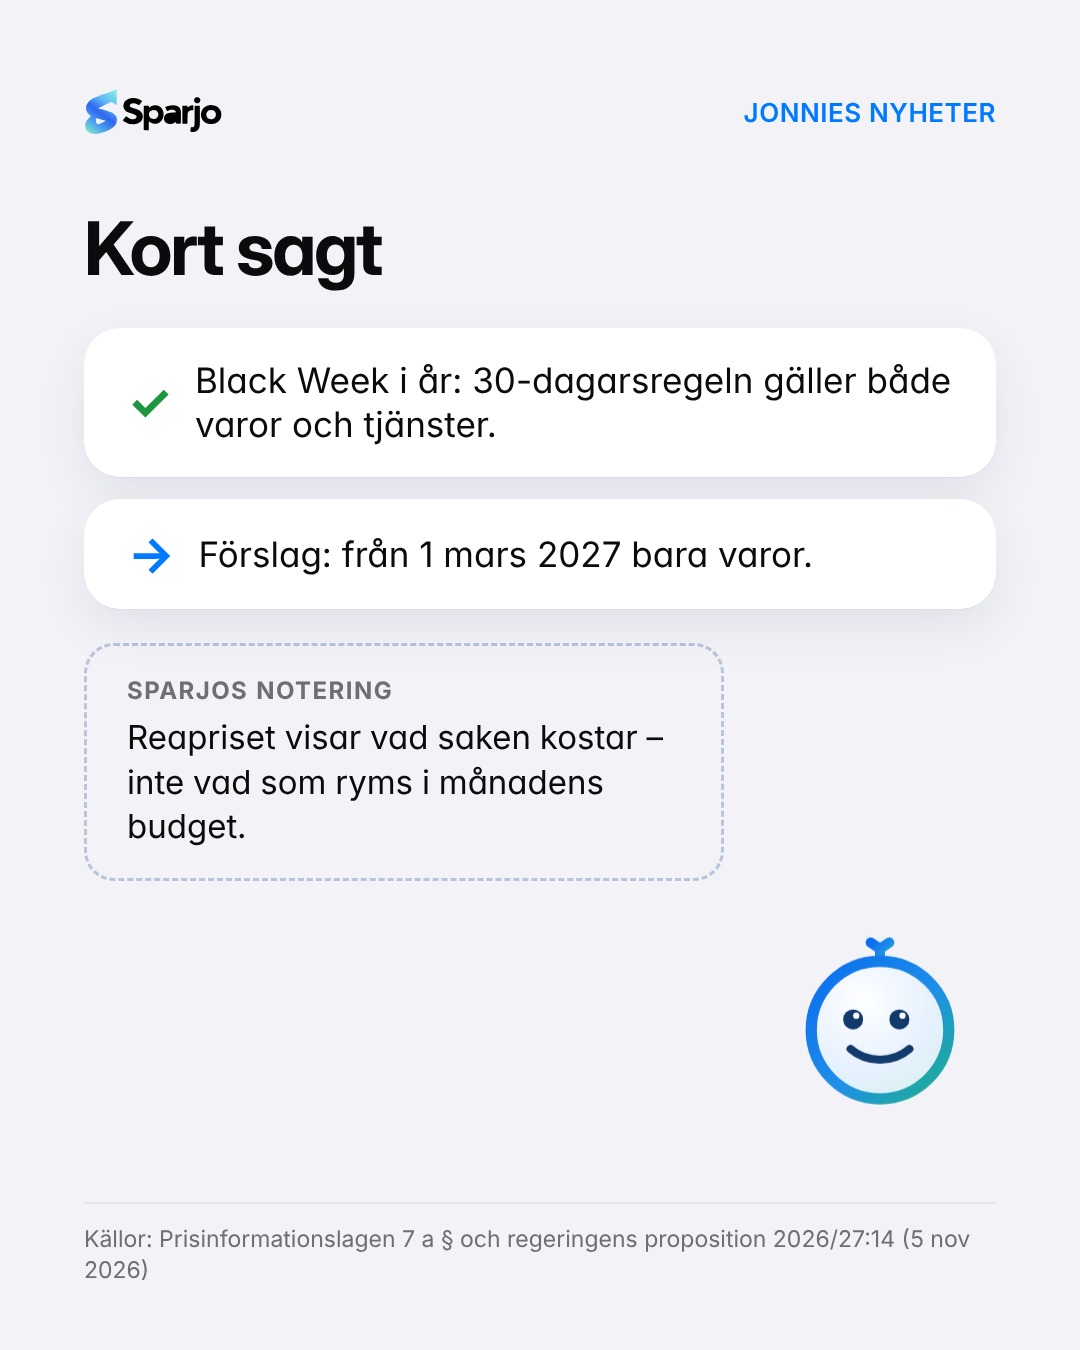 Sparjo
JONNIES NYHETER
Kort sagt
Black Week i år: 30-dagarsregeln gäller både
varor och tjänster.
Förslag: från 1 mars 2027 bara varor.
SPARJOS NOTERING
Reapriset visar vad saken kostar –
inte vad som ryms i månadens
budget.
Källor: Prisinformationslagen 7 a § och regeringens proposition 2026/27:14 (5 nov
2026)